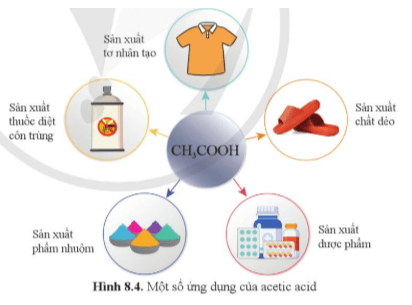 Sản xuất
tơ nhân tạo
Sản xuất
thuốc diệt
côn trùng
Sản xuất
chất dẻo
CH₃COOH
Sản xuất
phẩm nhuộm
Sản xuất
dược phẩm
Hình 8.4. Một số ứng dụng của acetic acid